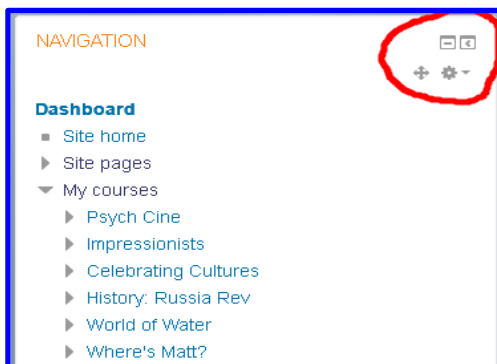 NAVIGATION
Dashboard
Site home
Site pages
My courses
Psych Cine
Impressionists
Celebrating Cultures
History: Russia Rev
World of Water
Where's Matt?